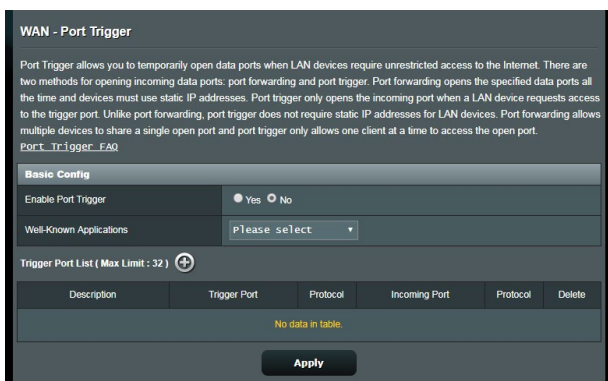 WAN - Port Trigger
Port Trigger allows you to temporarily open data ports when LAN devices require unrestricted access to the Internet. There are
two methods for opening incoming data ports: port forwarding and port trigger. Port forwarding opens the specified data ports all
the time and devices must use static IP addresses. Port trigger only opens the incoming port when a LAN device requests access
to the trigger port. Unlike port forwarding, port trigger does not require static IP addresses for LAN devices. Port forwarding allows
multiple devices to share a single open port and port trigger only allows one client at a time to access the open port.
Port Trigger FAQ
Basic Config
Enable Port Trigger Yes No
Well-Known Applications Please select
Trigger Port List ( Max Limit : 32 )
Description Trigger Port Protocol Incoming Port Protocol Delete
No data in table.
Apply